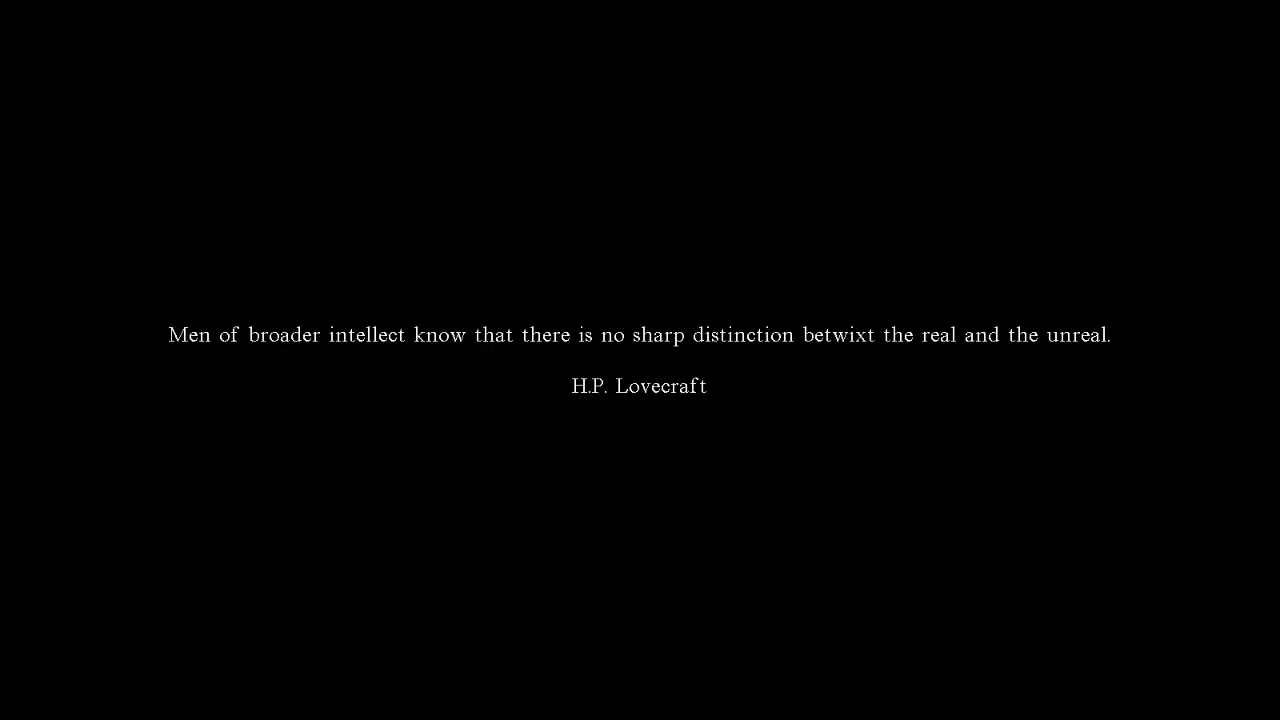 Men of broader intellect know that there is no sharp distinction betwixt the real and the unreal.
H.P. Lovecraft